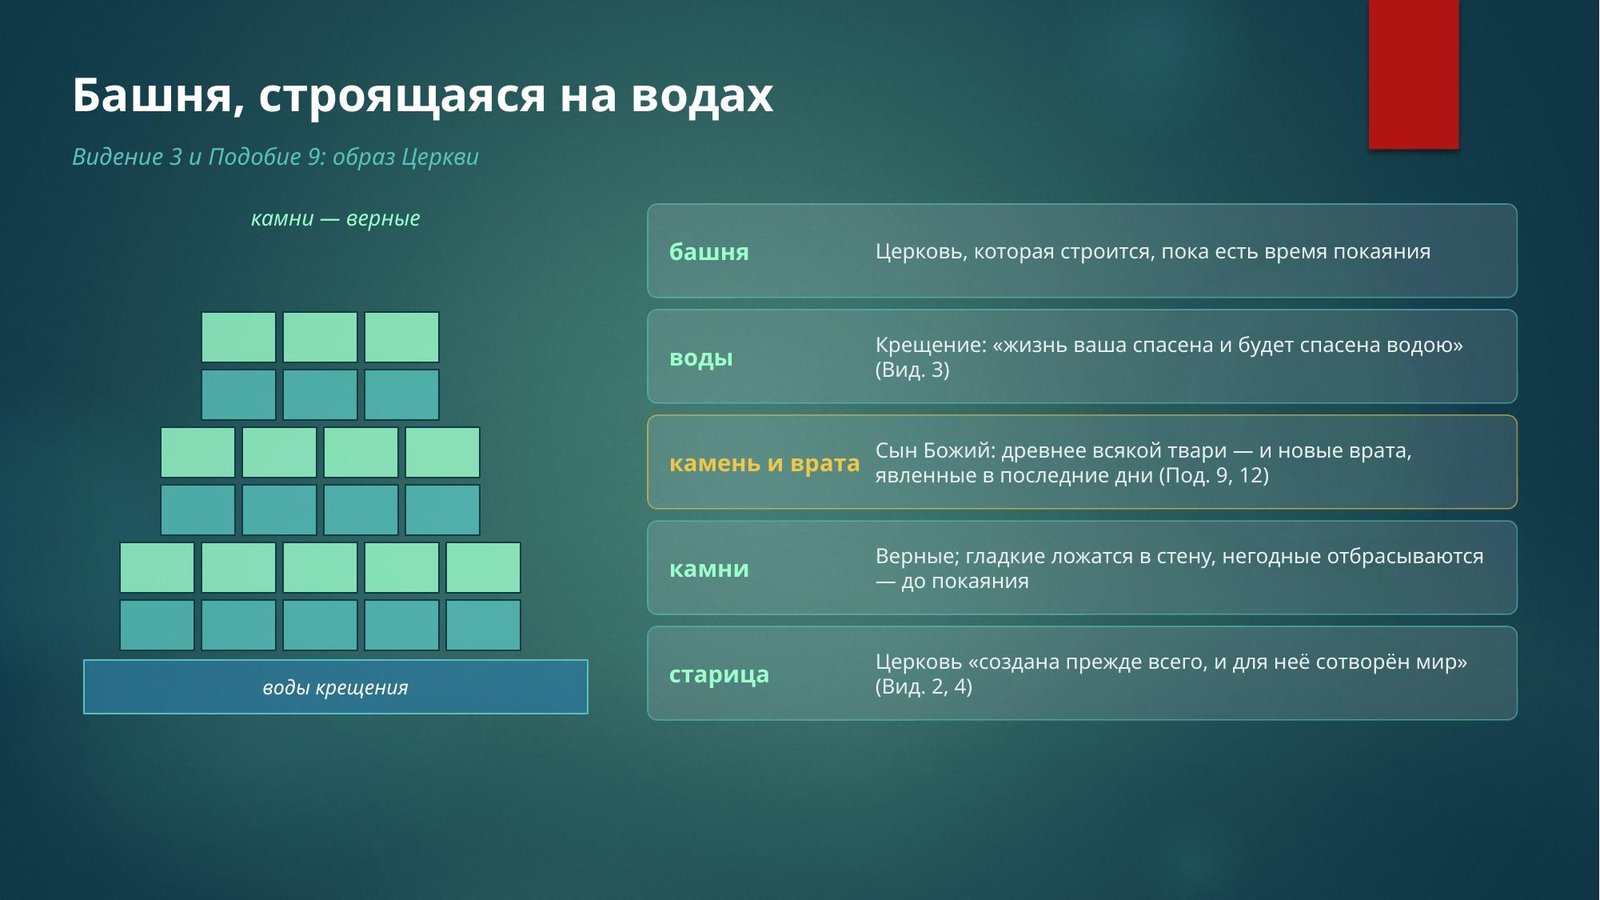 Башня, строящаяся на водах
Видение 3 и Подобие 9: образ Церкви
камни — верные
воды крещения
башня
Церковь, которая строится, пока есть время покаяния
воды
Крещение: «жизнь ваша спасена и будет спасена водою»
(Вид. 3)
камень и врата
Сын Божий: древнее всякой твари — и новые врата,
явленные в последние дни (Под. 9, 12)
камни
Верные; гладкие ложатся в стену, негодные отбрасываются
— до покаяния
старица
Церковь «создана прежде всего, и для неё сотворён мир»
(Вид. 2, 4)